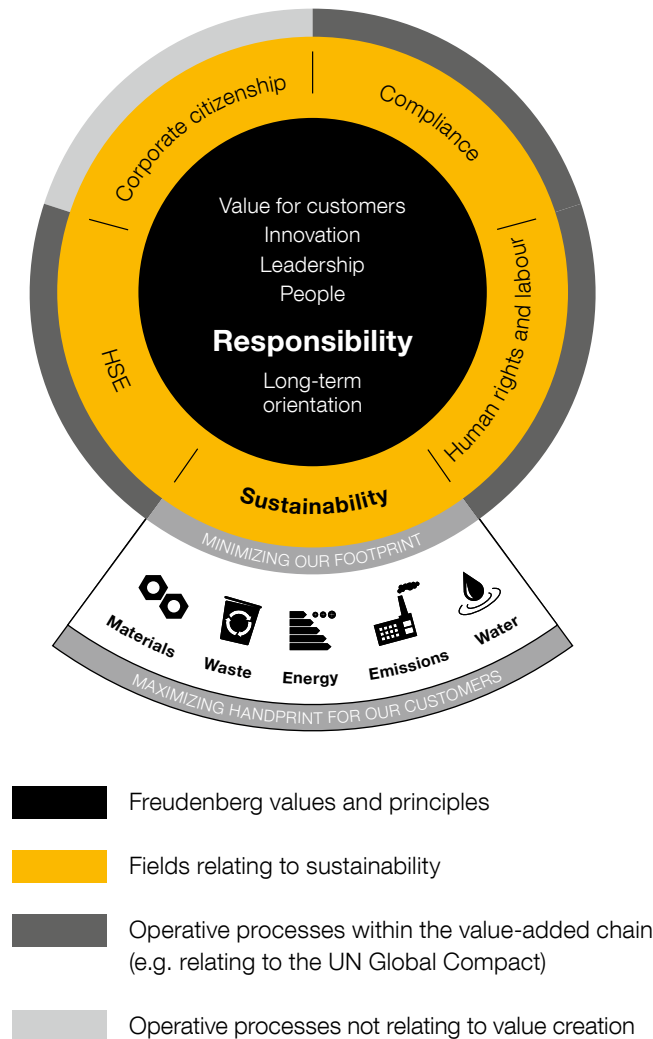 Corporate citizenship
Compliance
Value for customers
Innovation
Leadership
People
Responsibility
Long-term
orientation
HSE
Human rights and labour
Sustainability
MINIMIZING OUR FOOTPRINT
Materials
Waste
Energy
Emissions
Water
MAXIMIZING HANDPRINT FOR OUR CUSTOMERS
Freudenberg values and principles
Fields relating to sustainability
Operative processes within the value-added chain
(e.g. relating to the UN Global Compact)
Operative processes not relating to value creation